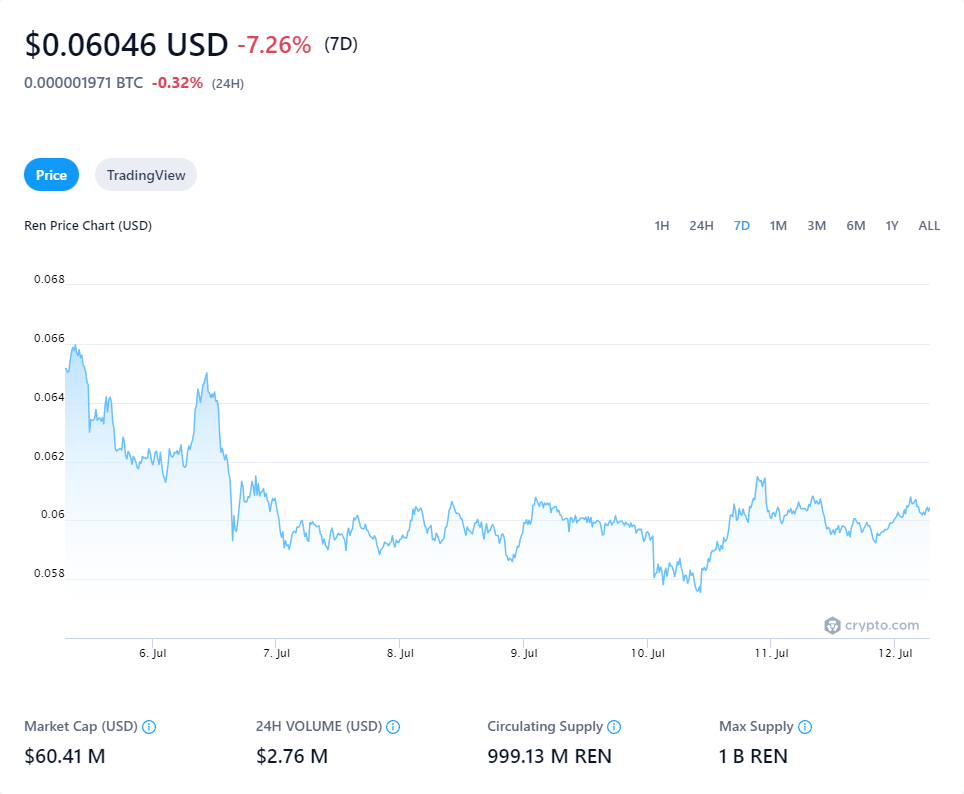 $0.06046 USD -7.26% (7D)
0.000001971 BTC -0.32% (24H)
Price TradingView
Ren Price Chart (USD) 1H 24H 7D 1M 3M 6M 1Y ALL
0.068
0.066
0.064
0.062
0.06
0.058
crypto.com
6. Jul 7. Jul 8. Jul 9. Jul 10. Jul 11. Jul 12. Jul
Market Cap (USD) 24H VOLUME (USD) Circulating Supply Max Supply
$60.41 M $2.76 M 999.13 M REN 1 B REN